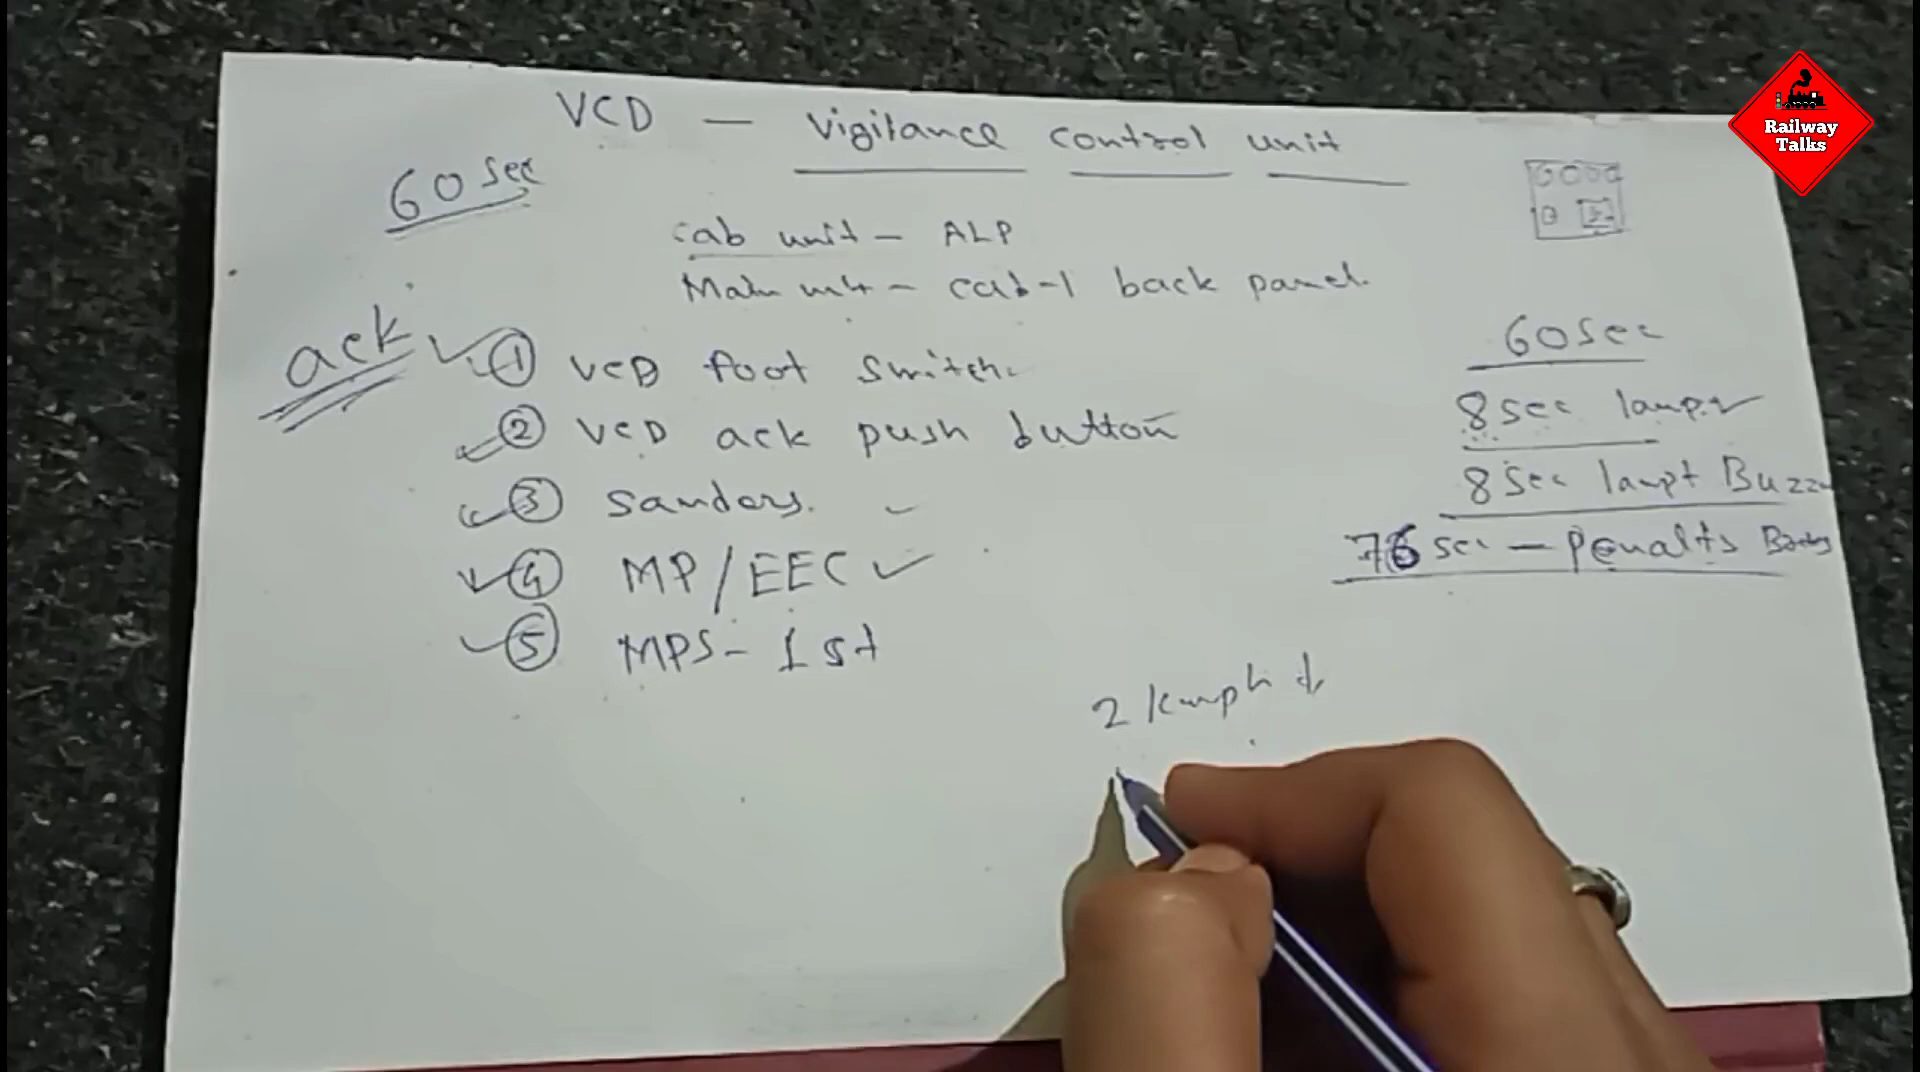 VCD — Vigilance control unit
60 sec
cab unit - ALP
Main unit - cab-1 back panel.
ack
1 VCD foot switch.
2 VCD ack push button
3 sanders.
4 MP/EEC
5 MPS- 1st
60 sec
8 sec lamp
8 sec lamp+ Buzz
76 sec — Penalty
2 kmph
Railway
Talks